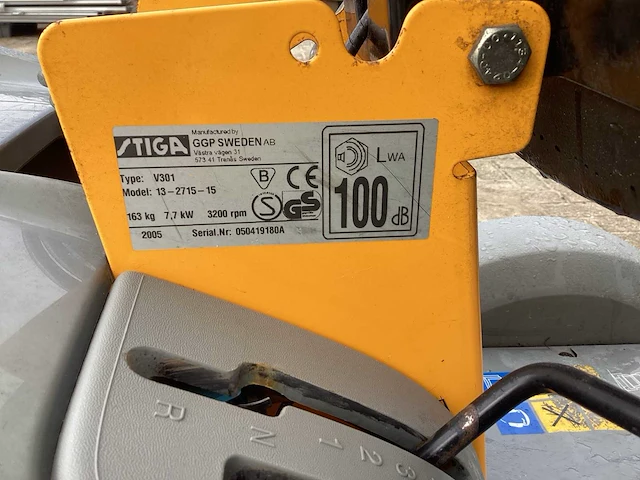 STIGA
Manufactured by
GGP SWEDEN AB
Västra vägen 31
573 41 Tranås Sweden
Type: V301
Model: 13-2715-15
163 kg 7,7 kW 3200 rpm
2005 Serial.Nr: 050419180A
B CE
S GS
LWA
100 dB
R
N
1
2
3